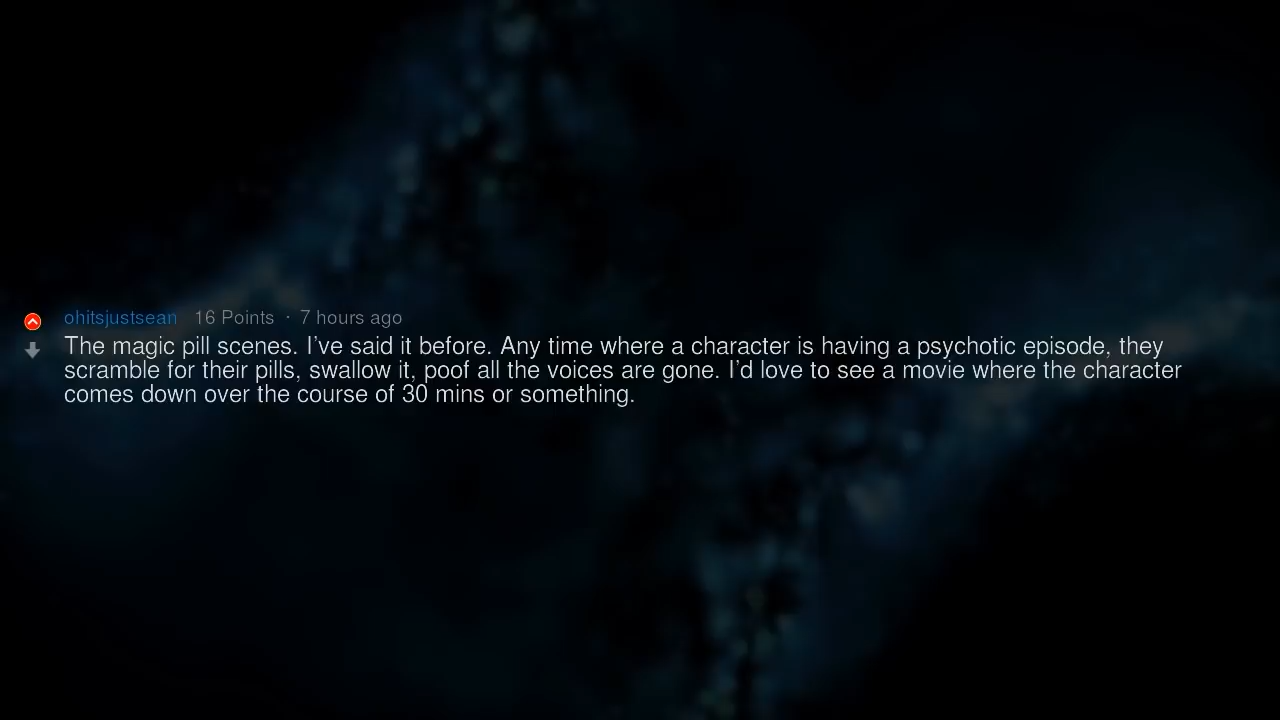 ohitsjustsean 16 Points · 7 hours ago
The magic pill scenes. I've said it before. Any time where a character is having a psychotic episode, they
scramble for their pills, swallow it, poof all the voices are gone. I'd love to see a movie where the character
comes down over the course of 30 mins or something.